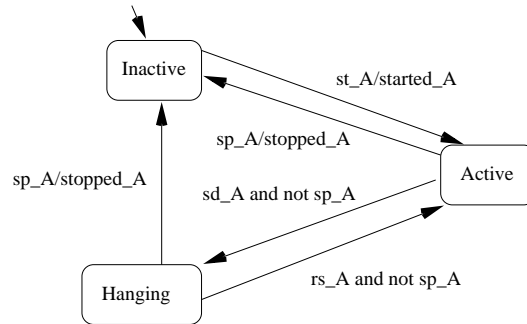 Inactive
st_A/started_A
sp_A/stopped_A
sp_A/stopped_A
Active
sd_A and not sp_A
Hanging
rs_A and not sp_A